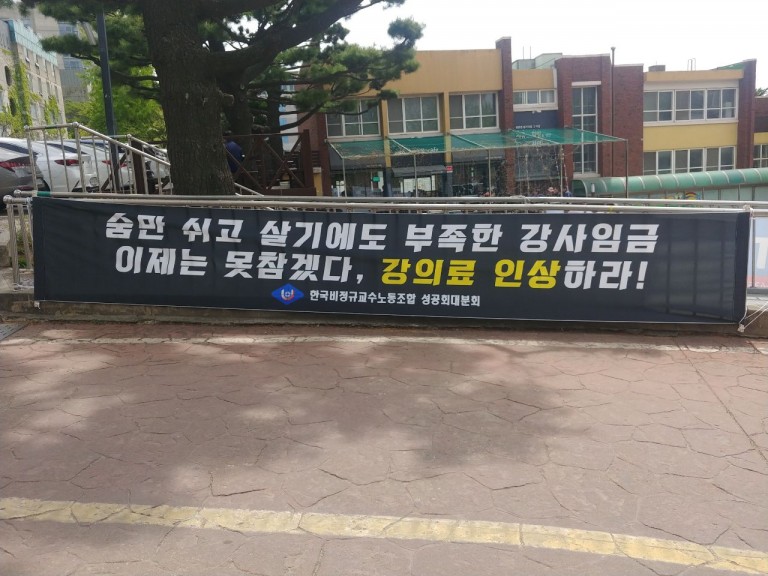 숨만 쉬고 살기에도 부족한 강사임금
이제는 못참겠다, 강의료 인상하라!
한국비정규교수노동조합 성공회대분회